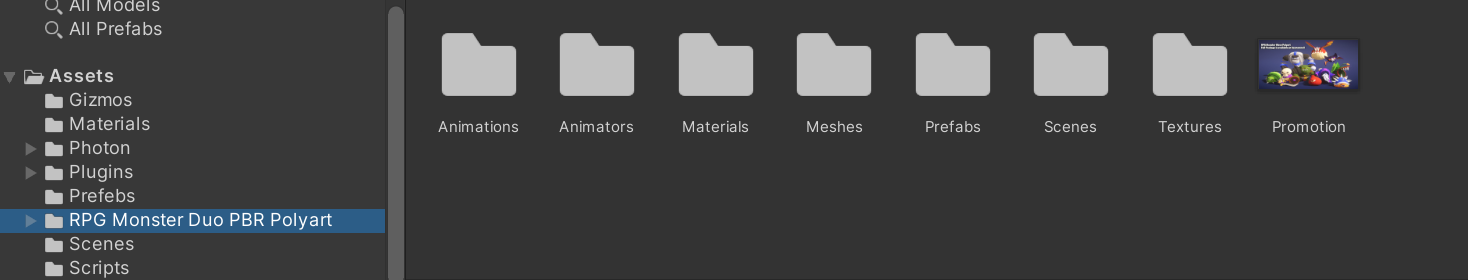 All Models
All Prefabs
Assets
Gizmos
Materials
Photon
Plugins
Prefebs
RPG Monster Duo PBR Polyart
Scenes
Scripts
Animations
Animators
Materials
Meshes
Prefabs
Scenes
Textures
Promotion